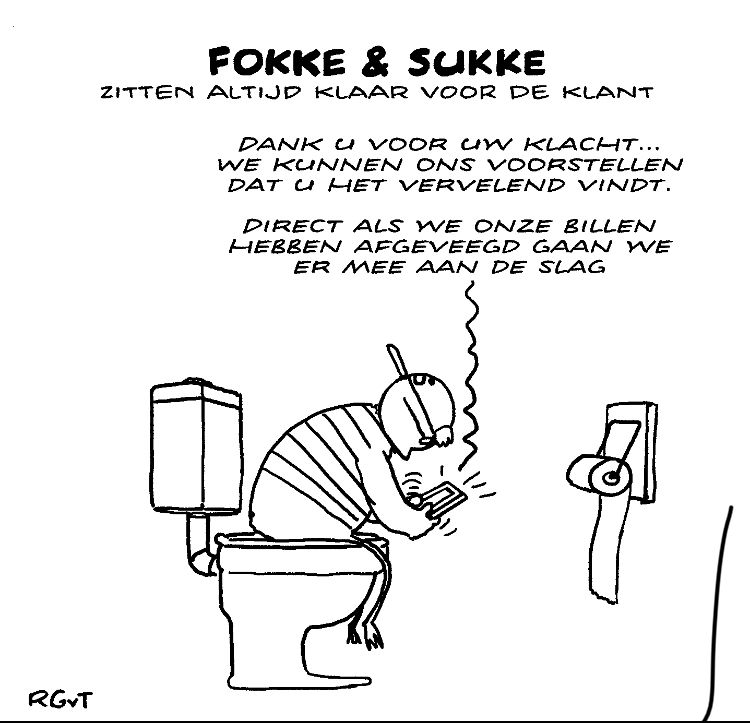 FOKKE & SUKKE
ZITTEN ALTIJD KLAAR VOOR DE KLANT
DANK U VOOR UW KLACHT...
WE KUNNEN ONS VOORSTELLEN
DAT U HET VERVELEND VINDT.
DIRECT ALS WE ONZE BILLEN
HEBBEN AFGEVEEGD GAAN WE
ER MEE AAN DE SLAG
RGvT